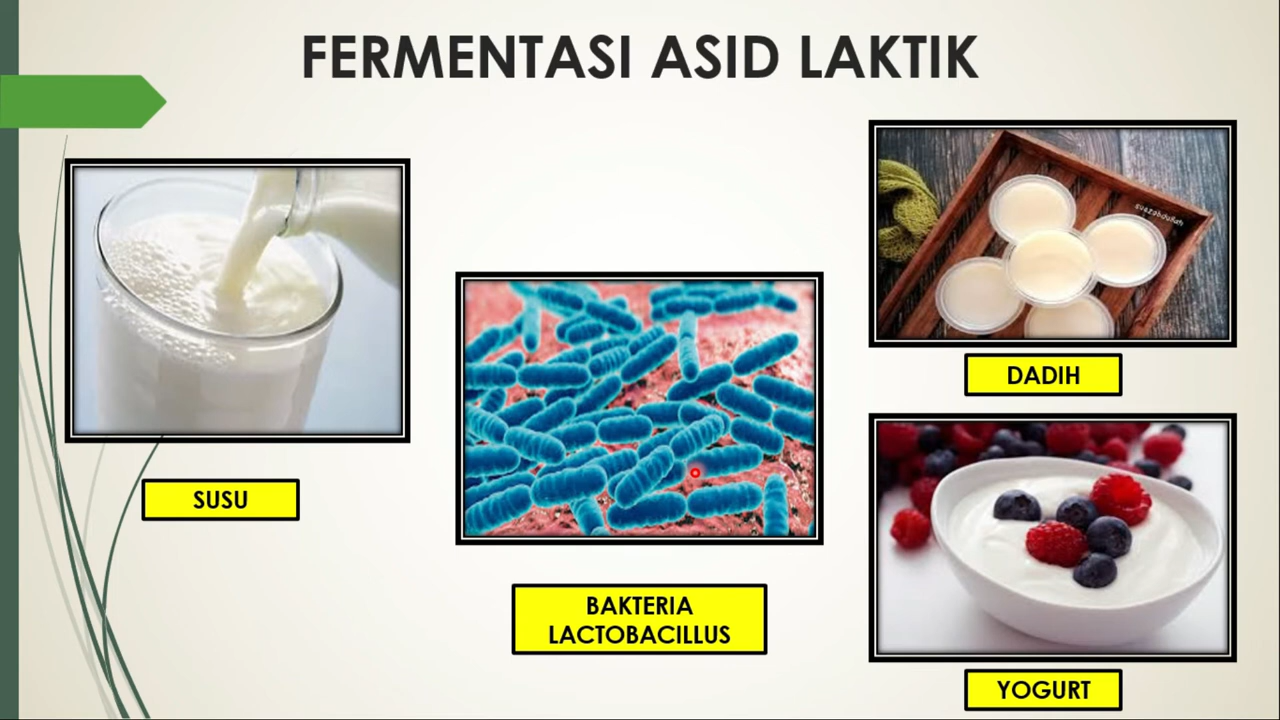 FERMENTASI ASID LAKTIK
SUSU
BAKTERIA
LACTOBACILLUS
DADIH
YOGURT